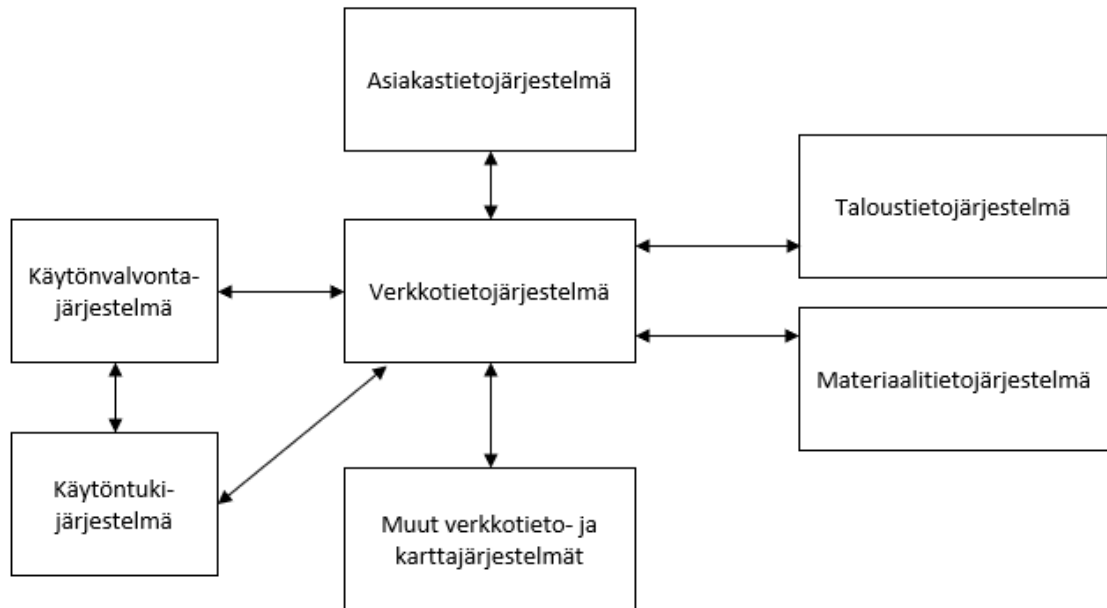 Asiakastietojärjestelmä
Taloustietojärjestelmä
Käytönvalvonta-
järjestelmä
Verkkotietojärjestelmä
Materiaalitietojärjestelmä
Käytöntuki-
järjestelmä
Muut verkkotieto- ja
karttajärjestelmät